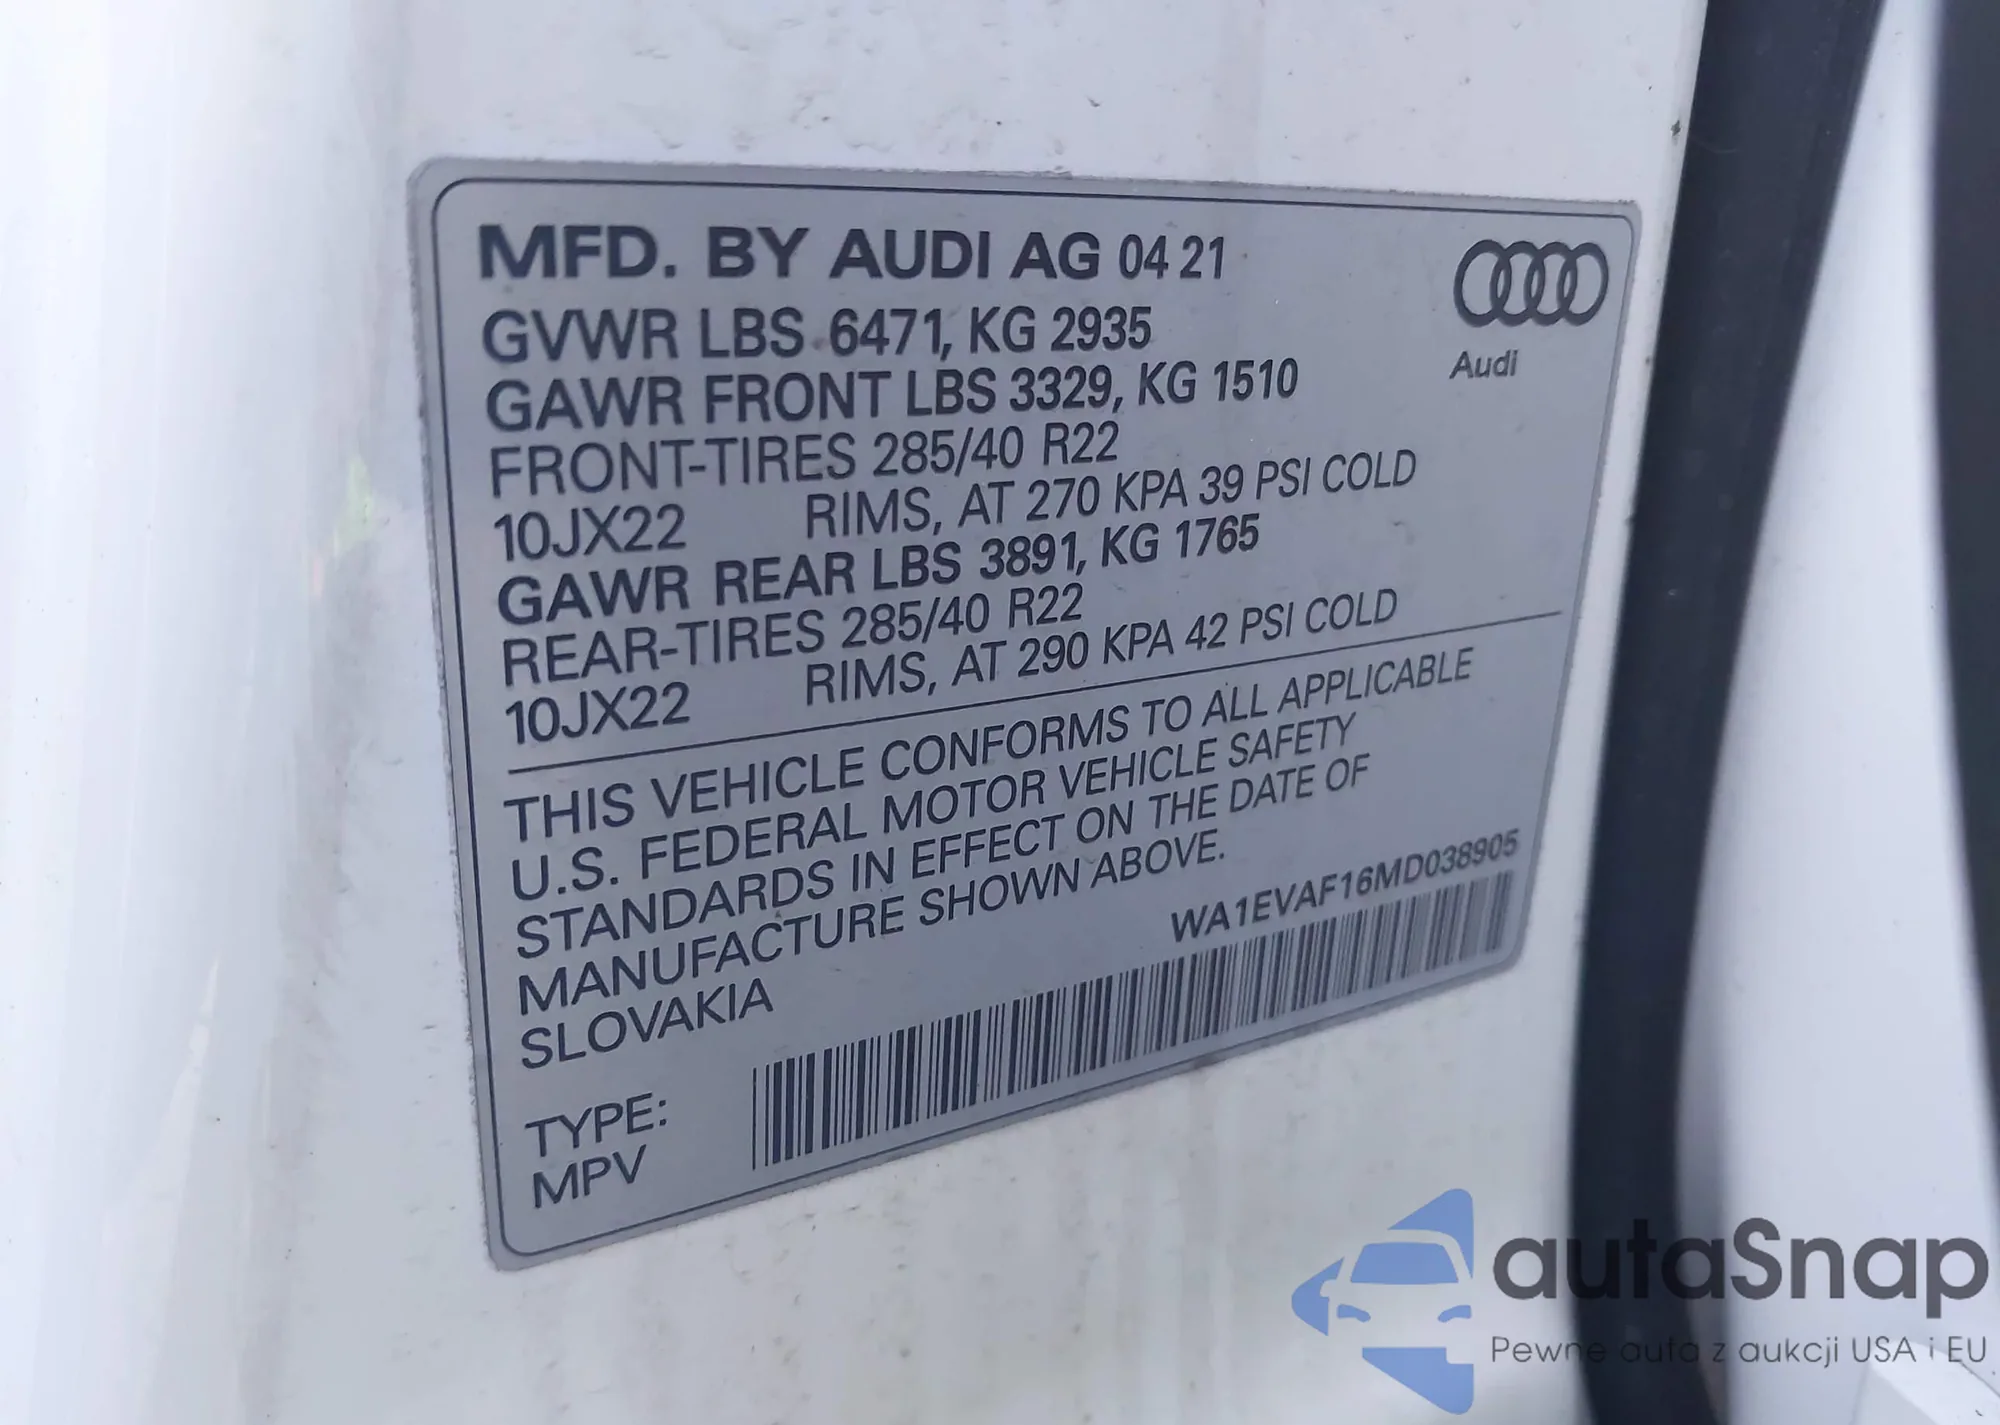 MFD. BY AUDI AG 04 21
GVWR LBS 6471, KG 2935
GAWR FRONT LBS 3329, KG 1510
FRONT-TIRES 285/40 R22
10JX22 RIMS, AT 270 KPA 39 PSI COLD
GAWR REAR LBS 3891, KG 1765
REAR-TIRES 285/40 R22
10JX22 RIMS, AT 290 KPA 42 PSI COLD
Audi
THIS VEHICLE CONFORMS TO ALL APPLICABLE
U.S. FEDERAL MOTOR VEHICLE SAFETY
STANDARDS IN EFFECT ON THE DATE OF
MANUFACTURE SHOWN ABOVE.
SLOVAKIA
WA1EVAF16MD038905
TYPE:
MPV
autaSnap
Pewne auta z aukcji USA i EU